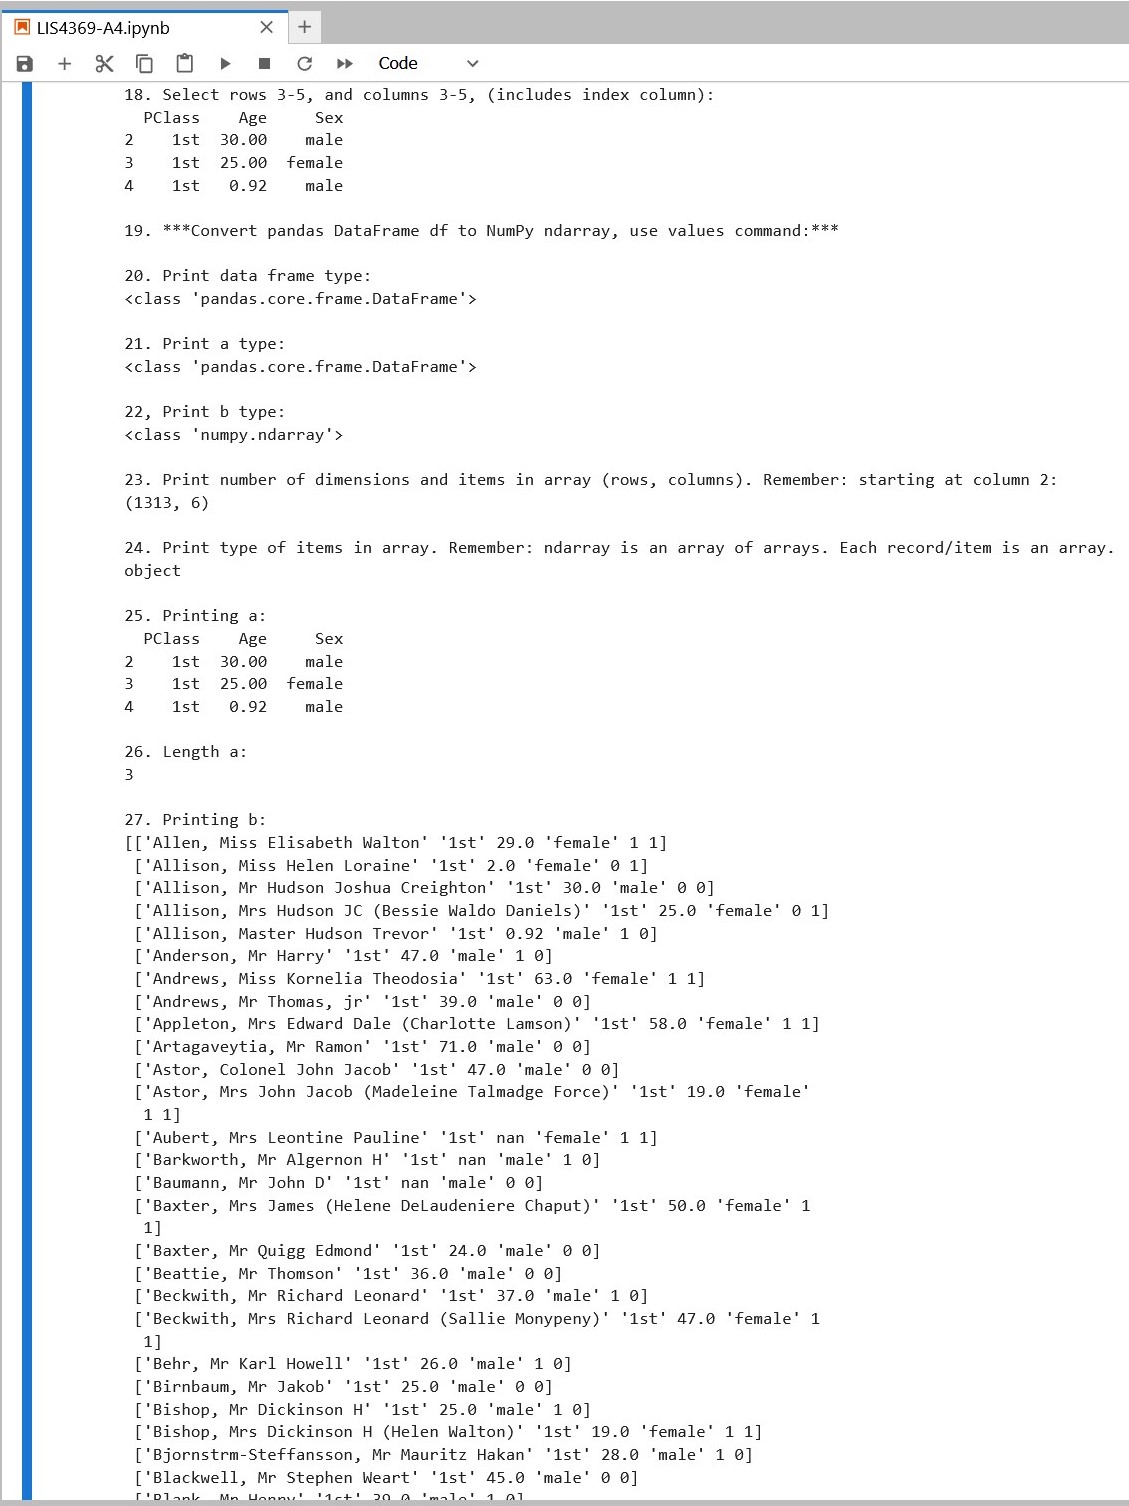 LIS4369-A4.ipynb
Code
18. Select rows 3-5, and columns 3-5, (includes index column):
  PClass    Age     Sex
2    1st  30.00    male
3    1st  25.00  female
4    1st   0.92    male
19. ***Convert pandas DataFrame df to NumPy ndarray, use values command:***
20. Print data frame type:
<class 'pandas.core.frame.DataFrame'>
21. Print a type:
<class 'pandas.core.frame.DataFrame'>
22, Print b type:
<class 'numpy.ndarray'>
23. Print number of dimensions and items in array (rows, columns). Remember: starting at column 2:
(1313, 6)
24. Print type of items in array. Remember: ndarray is an array of arrays. Each record/item is an array.
object
25. Printing a:
  PClass    Age     Sex
2    1st  30.00    male
3    1st  25.00  female
4    1st   0.92    male
26. Length a:
3
27. Printing b:
[['Allen, Miss Elisabeth Walton' '1st' 29.0 'female' 1 1]
 ['Allison, Miss Helen Loraine' '1st' 2.0 'female' 0 1]
 ['Allison, Mr Hudson Joshua Creighton' '1st' 30.0 'male' 0 0]
 ['Allison, Mrs Hudson JC (Bessie Waldo Daniels)' '1st' 25.0 'female' 0 1]
 ['Allison, Master Hudson Trevor' '1st' 0.92 'male' 1 0]
 ['Anderson, Mr Harry' '1st' 47.0 'male' 1 0]
 ['Andrews, Miss Kornelia Theodosia' '1st' 63.0 'female' 1 1]
 ['Andrews, Mr Thomas, jr' '1st' 39.0 'male' 0 0]
 ['Appleton, Mrs Edward Dale (Charlotte Lamson)' '1st' 58.0 'female' 1 1]
 ['Artagaveytia, Mr Ramon' '1st' 71.0 'male' 0 0]
 ['Astor, Colonel John Jacob' '1st' 47.0 'male' 0 0]
 ['Astor, Mrs John Jacob (Madeleine Talmadge Force)' '1st' 19.0 'female'
  1 1]
 ['Aubert, Mrs Leontine Pauline' '1st' nan 'female' 1 1]
 ['Barkworth, Mr Algernon H' '1st' nan 'male' 1 0]
 ['Baumann, Mr John D' '1st' nan 'male' 0 0]
 ['Baxter, Mrs James (Helene DeLaudeniere Chaput)' '1st' 50.0 'female' 1
  1]
 ['Baxter, Mr Quigg Edmond' '1st' 24.0 'male' 0 0]
 ['Beattie, Mr Thomson' '1st' 36.0 'male' 0 0]
 ['Beckwith, Mr Richard Leonard' '1st' 37.0 'male' 1 0]
 ['Beckwith, Mrs Richard Leonard (Sallie Monypeny)' '1st' 47.0 'female' 1
  1]
 ['Behr, Mr Karl Howell' '1st' 26.0 'male' 1 0]
 ['Birnbaum, Mr Jakob' '1st' 25.0 'male' 0 0]
 ['Bishop, Mr Dickinson H' '1st' 25.0 'male' 1 0]
 ['Bishop, Mrs Dickinson H (Helen Walton)' '1st' 19.0 'female' 1 1]
 ['Bjornstrm-Steffansson, Mr Mauritz Hakan' '1st' 28.0 'male' 1 0]
 ['Blackwell, Mr Stephen Weart' '1st' 45.0 'male' 0 0]
 ['Blank, Mr Henry' '1st' 39.0 'male' 1 0]